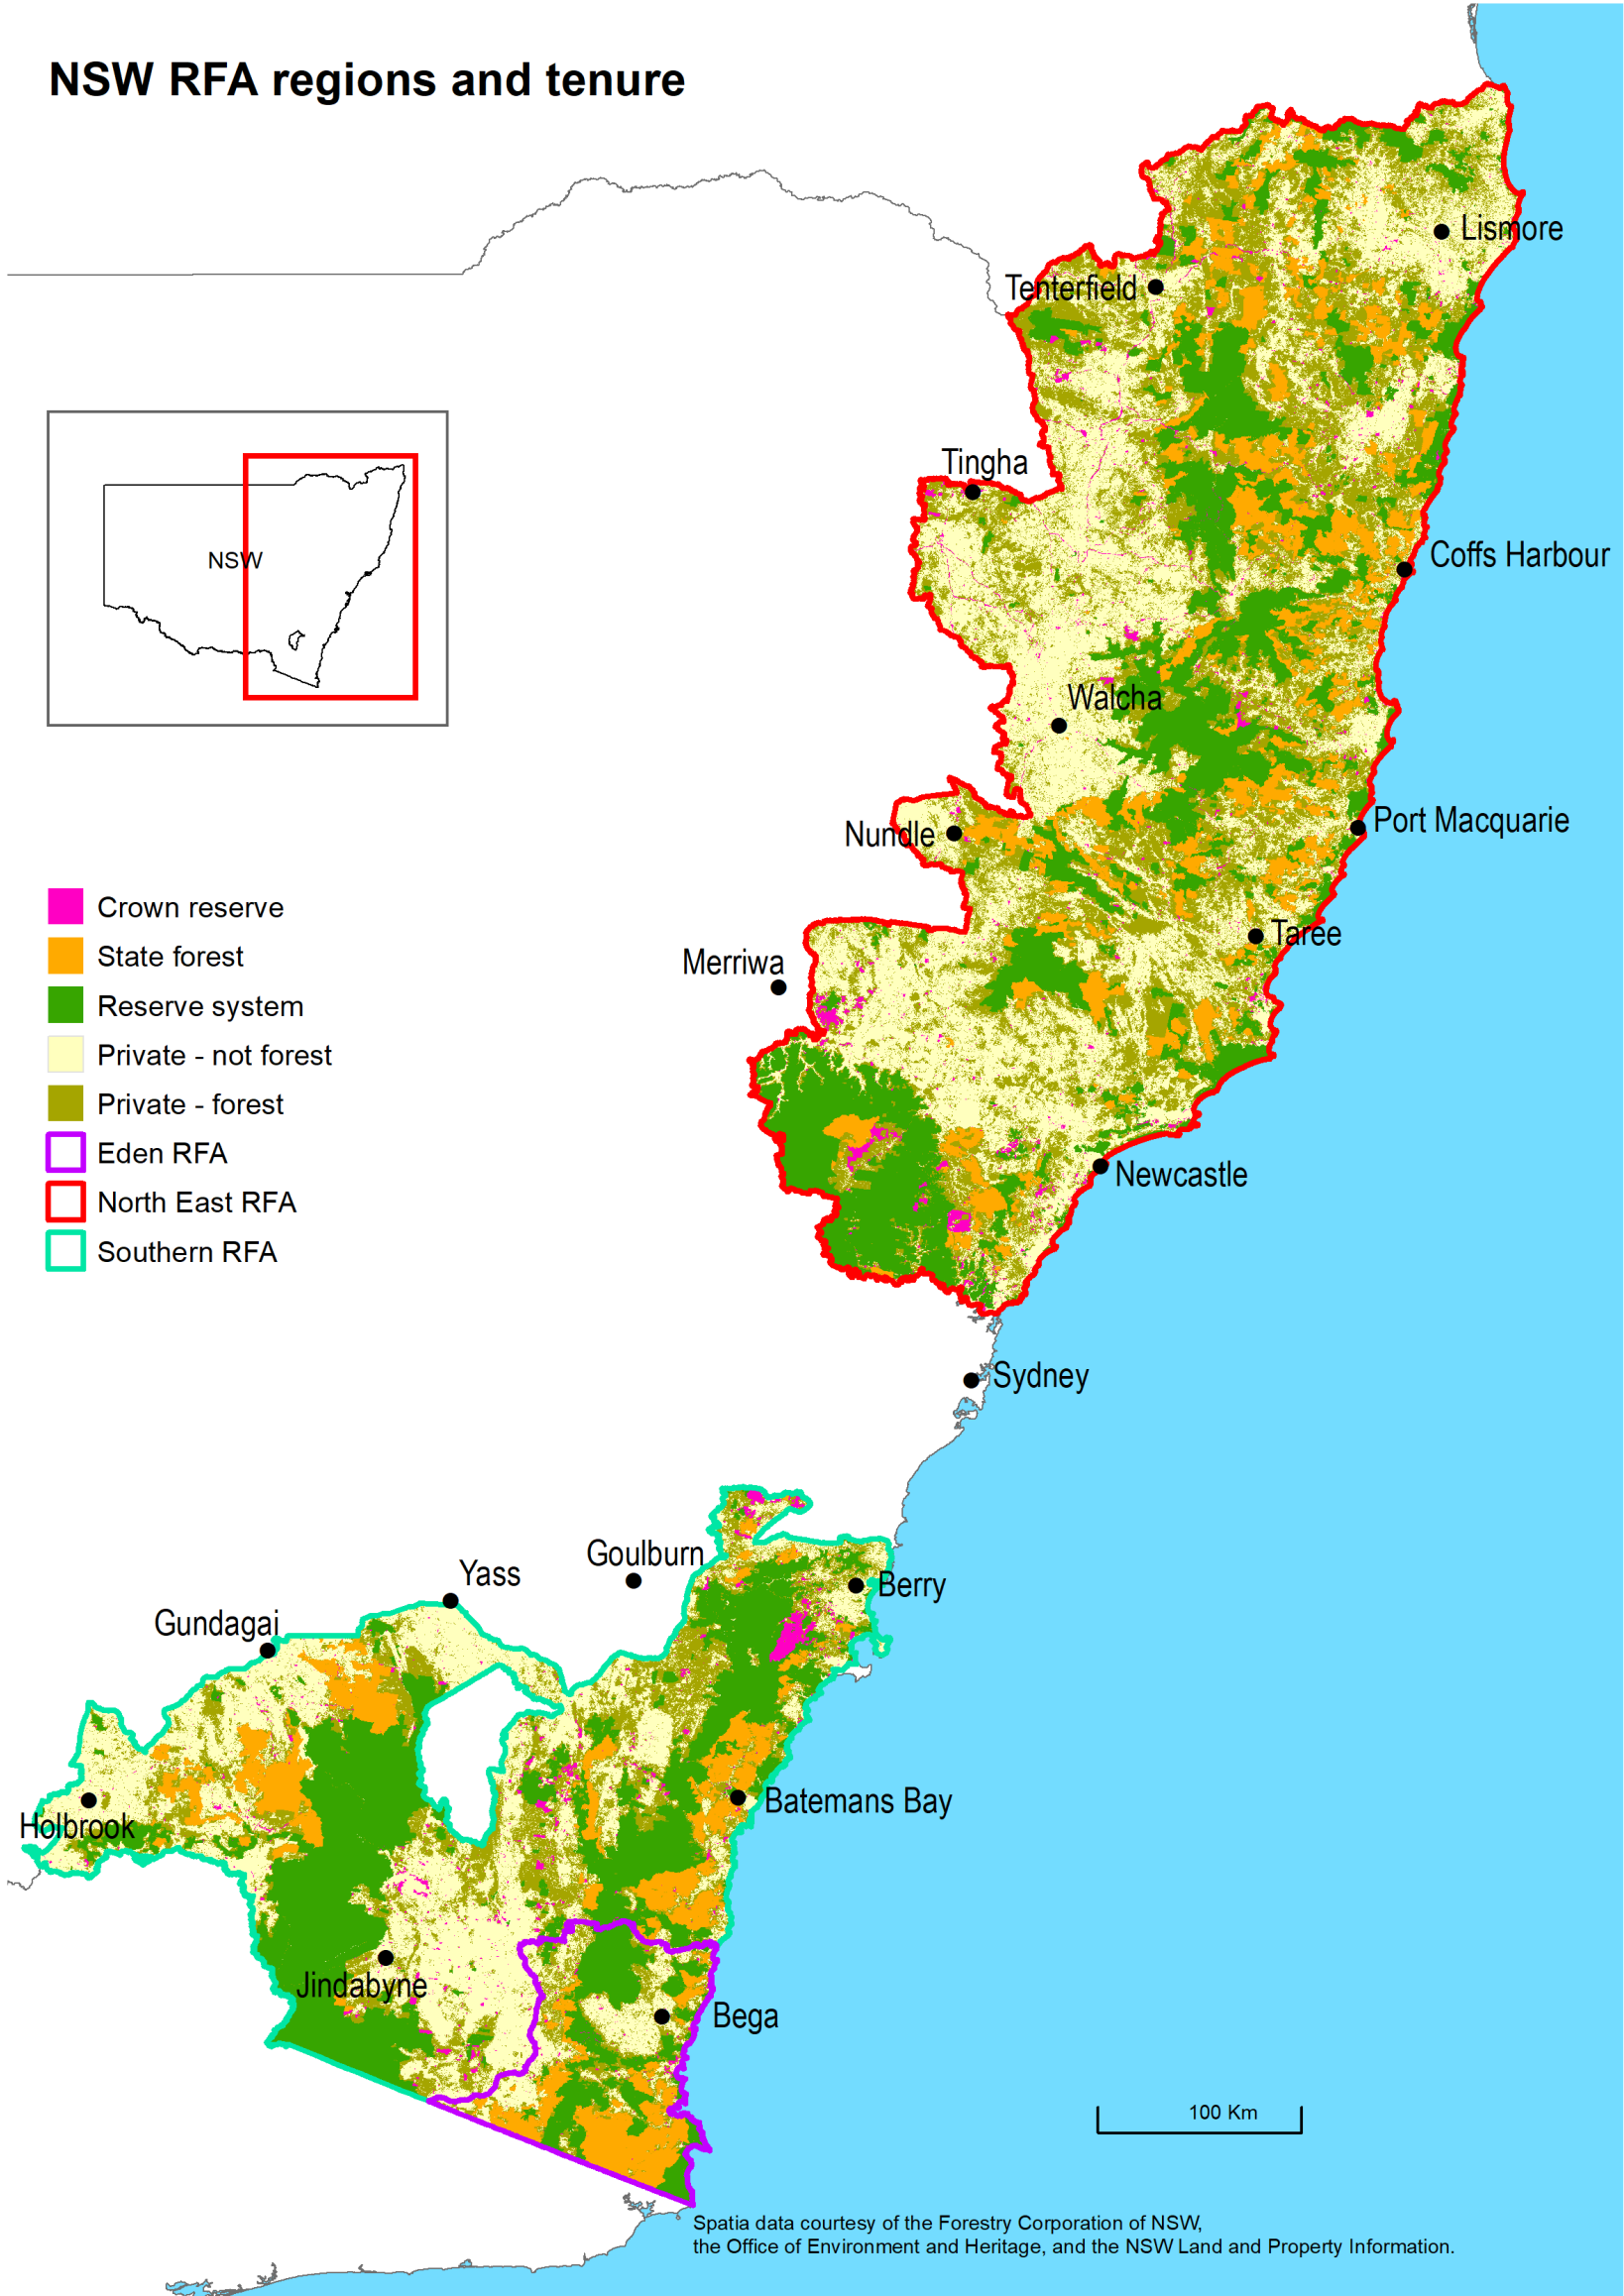 NSW RFA regions and tenure
Lismore
Tenterfield
Tingha
Coffs Harbour
NSW
Walcha
Port Macquarie
Nundle
Crown reserve
Taree
State forest
Merriwa
Reserve system
Private - not forest
Private - forest
Eden RFA
Newcastle
North East RFA
Southern RFA
Sydney
Goulburn
Yass
Berry
Gundagai
Batemans Bay
Holbrook
Jindabyne
Bega
100 Km
Spatia data courtesy of the Forestry Corporation of NSW,
the Office of Environment and Heritage, and the NSW Land and Property Information.